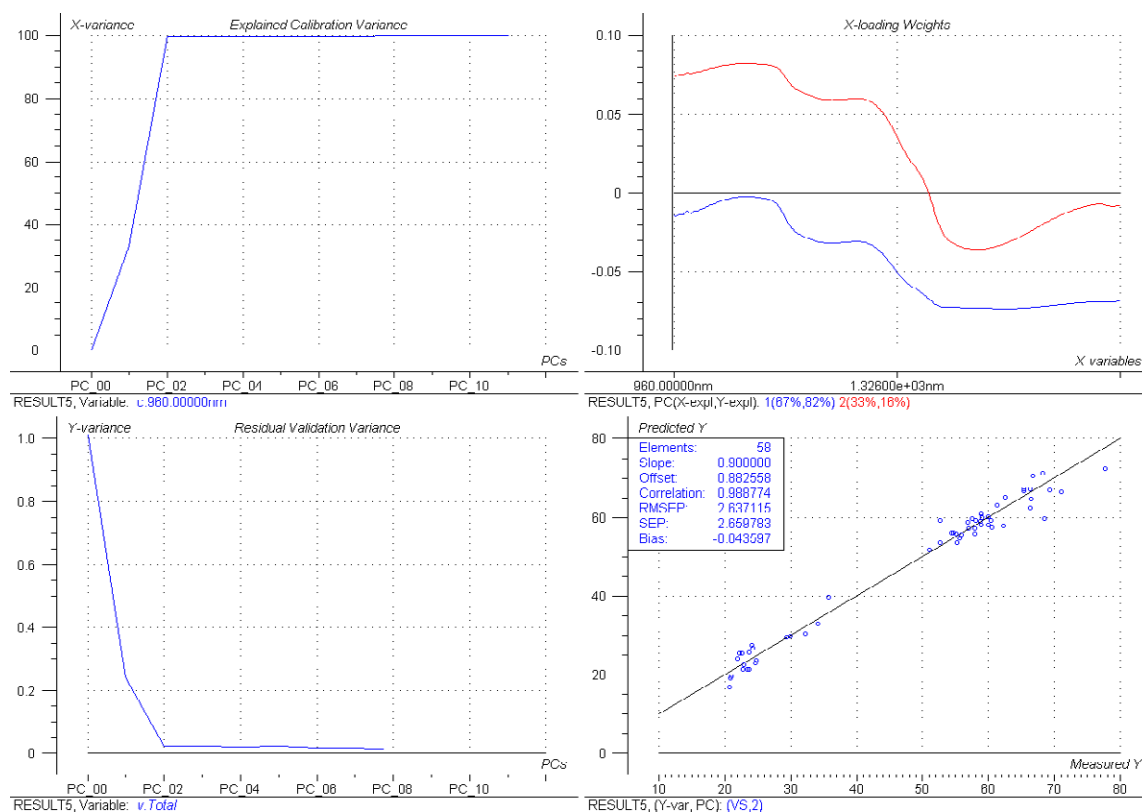 X-variance Explained Calibration Variance
100
80
60
40
20
0
PCs
PC_00 PC_02 PC_04 PC_06 PC_08 PC_10
RESULT5, Variable: c.960.00000nm
X-loading Weights
0.10
0.05
0
-0.05
-0.10
X variables
960.00000nm 1.32600e+03nm
RESULT5, PC(X-expl,Y-expl): 1(67%,82%) 2(33%,16%)
Y-variance Residual Validation Variance
1.0
0.8
0.6
0.4
0.2
0
PCs
PC_00 PC_02 PC_04 PC_06 PC_08 PC_10
RESULT5, Variable: v.Total
Predicted Y
80
60
40
20
0
Elements: 58
Slope: 0.900000
Offset: 0.882558
Correlation: 0.988774
RMSEP: 2.637115
SEP: 2.659783
Bias: -0.043597
Measured Y
10 20 30 40 50 60 70 80
RESULT5, (Y-var, PC): (VS,2)